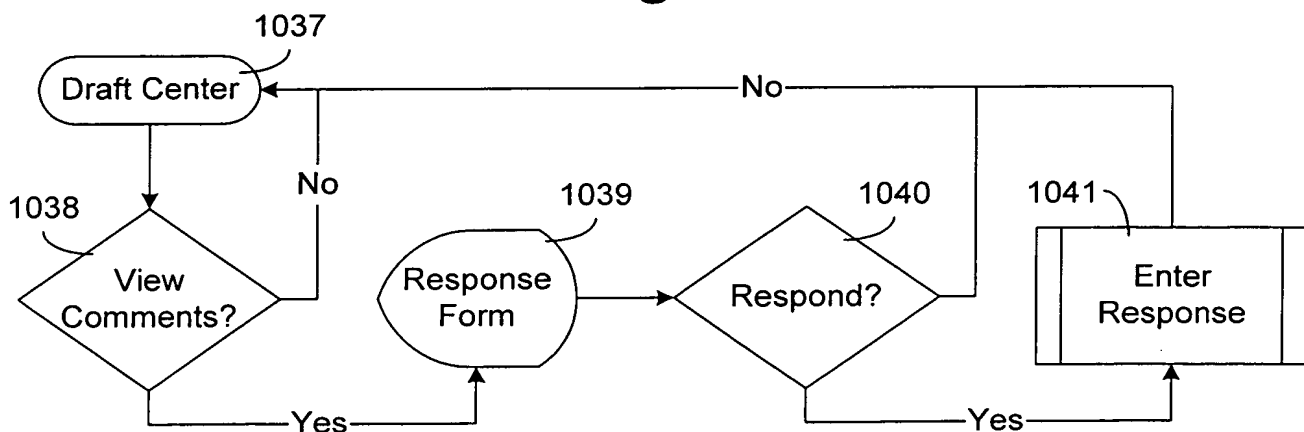 1037
Draft Center
No
No
1038
1039
1040
1041
View
Comments?
Response
Form
Respond?
Enter
Response
Yes
Yes